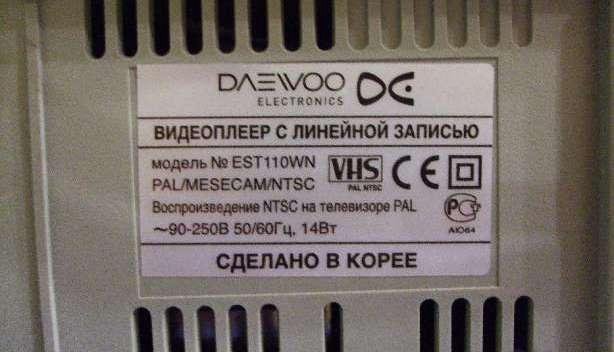 DAEWOO
ELECTRONICS
ВИДЕОПЛЕЕР С ЛИНЕЙНОЙ ЗАПИСЬЮ
модель № EST110WN
PAL/MESECAM/NTSC
VHS
PAL NTSC
CE
Воспроизведение NTSC на телевизоре PAL
~90-250В 50/60Гц, 14Вт
АЮ64
СДЕЛАНО В КОРЕЕ